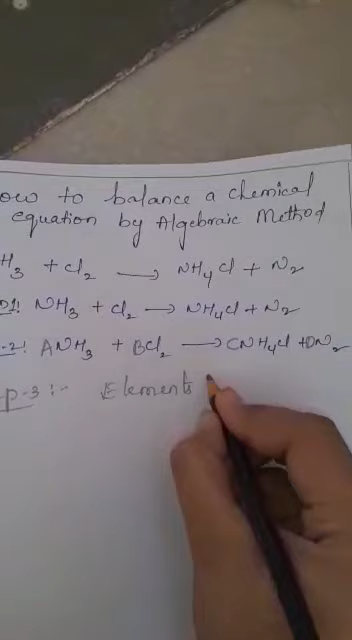 ow to balance a chemical
equation by Algebraic Method
H3 + Cl2 → NH4Cl + N2
01! NH3 + Cl2 → NH4Cl + N2
-2! ANH3 + BCl2 → CNH4Cl + DN2
p-3:- Elements